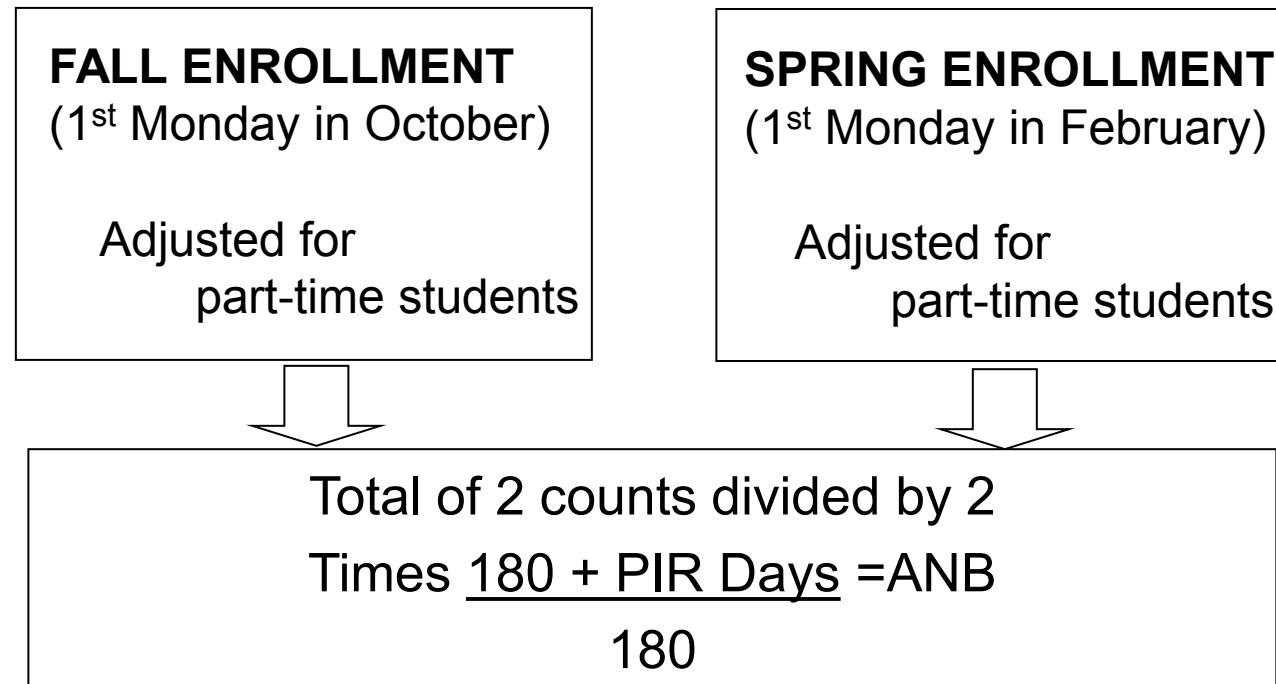 FALL ENROLLMENT
(1st Monday in October)
Adjusted for
part-time students
SPRING ENROLLMENT
(1st Monday in February)
Adjusted for
part-time students
Total of 2 counts divided by 2
Times 180 + PIR Days =ANB
180